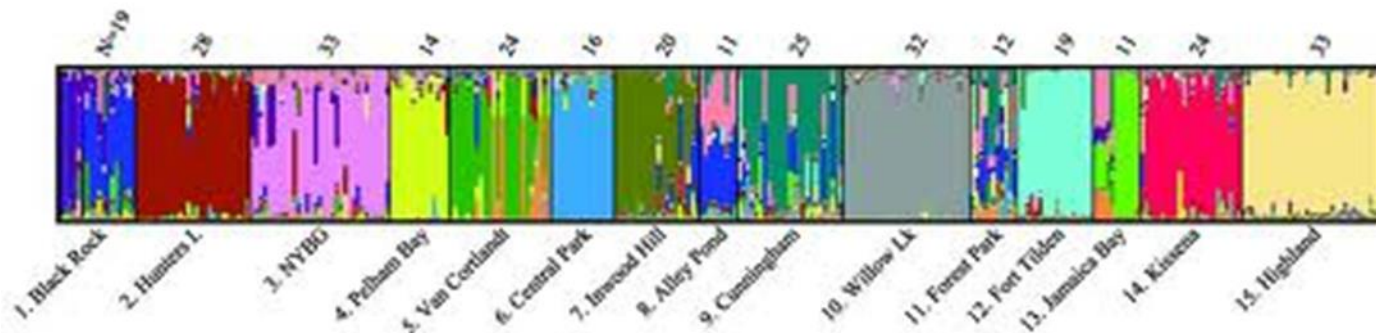 N=19 28 33 14 24 16 20 11 25 32 12 19 11 24 33
1. Black Rock
2. Hunters I.
3. NYBG
4. Pelham Bay
5. Van Cortlandt
6. Central Park
7. Inwood Hill
8. Alley Pond
9. Cunningham
10. Willow Lk
11. Forest Park
12. Fort Tilden
13. Jamaica Bay
14. Kissena
15. Highland